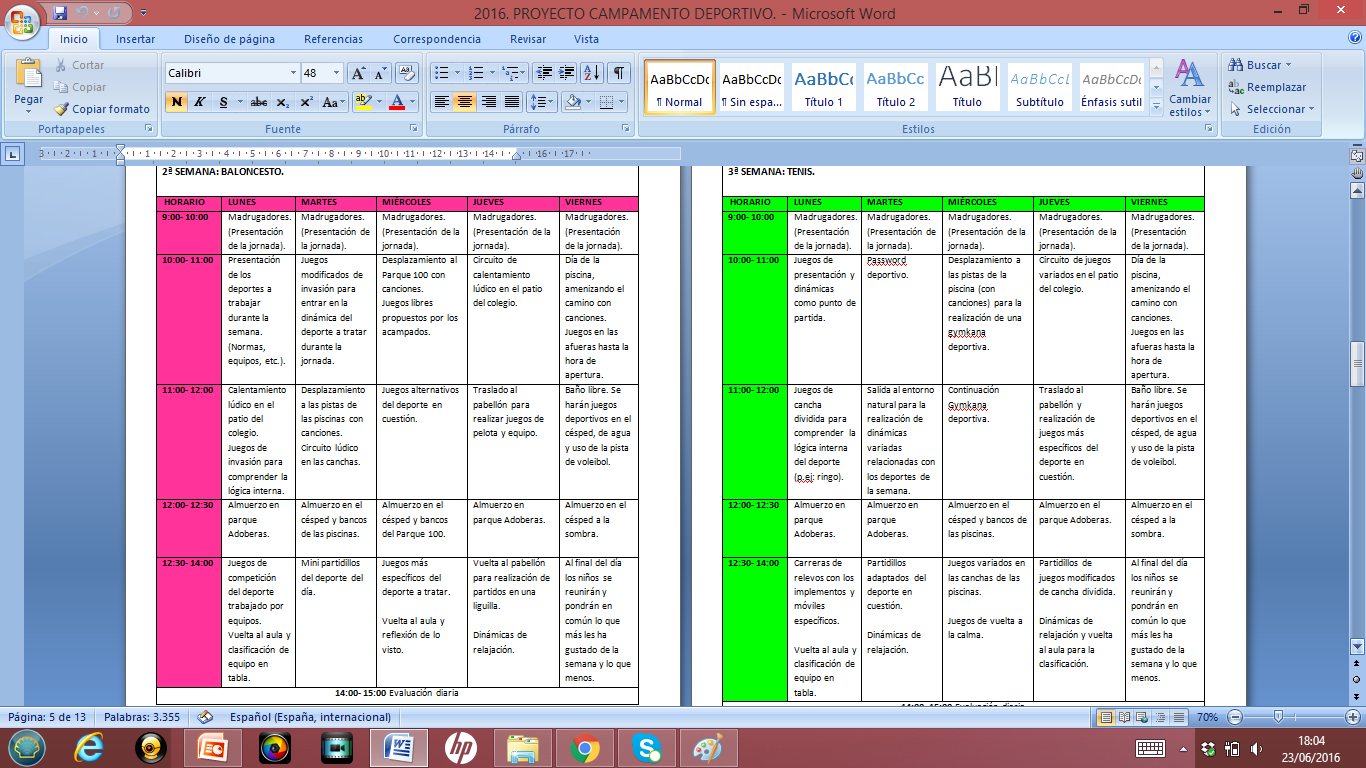 2016. PROYECTO CAMPAMENTO DEPORTIVO. - Microsoft Word
Inicio Insertar Diseño de página Referencias Correspondencia Revisar Vista
Pegar
Cortar
Copiar
Copiar formato
Portapapeles
Calibri 48
N K S abc x₂ x² Aa
Fuente
Párrafo
AaBbCcDc
¶ Normal
AaBbCcDc
¶ Sin espa...
AaBbCc
Título 1
AaBbCc
Título 2
AaBl
Título
AaBbCcL
Subtítulo
AaBbCcDc
Énfasis sutil
Estilos
Cambiar
estilos
Buscar
Reemplazar
Seleccionar
Edición
3 2 1 1 2 3 4 5 6 7 8 9 10 11 12 13 14 16 17
2ª SEMANA: BALONCESTO.
HORARIO LUNES MARTES MIÉRCOLES JUEVES VIERNES
9:00- 10:00
Madrugadores.
(Presentación
de la jornada).
Madrugadores.
(Presentación de
la jornada).
Madrugadores.
(Presentación de la
jornada).
Madrugadores.
(Presentación de la
jornada).
Madrugadores.
(Presentación
de la jornada).
10:00- 11:00
Presentación
de los
deportes a
trabajar
durante la
semana.
(Normas,
equipos, etc.).
Juegos
modificados de
invasión para
entrar en la
dinámica del
deporte a tratar
durante la
jornada.
Desplazamiento al
Parque 100 con
canciones.
Juegos libres
propuestos por los
acampados.
Circuito de
calentamiento
lúdico en el patio
del colegio.
Día de la
piscina,
amenizando el
camino con
canciones.
Juegos en las
afueras hasta la
hora de
apertura.
11:00- 12:00
Calentamiento
lúdico en el
patio del
colegio.
Juegos de
invasión para
comprender la
lógica interna.
Desplazamiento
a las pistas de
las piscinas con
canciones.
Circuito lúdico
en las canchas.
Juegos alternativos
del deporte en
cuestión.
Traslado al
pabellón para
realizar juegos de
pelota y equipo.
Baño libre. Se
harán juegos
deportivos en el
césped, de agua
y uso de la pista
de voleibol.
12:00- 12:30
Almuerzo en
parque
Adoberas.
Almuerzo en el
césped y bancos
de las piscinas.
Almuerzo en el
césped y bancos
del Parque 100.
Almuerzo en
parque Adoberas.
Almuerzo en el
césped a la
sombra.
12:30- 14:00
Juegos de
competición
del deporte
trabajado por
equipos.
Vuelta al aula y
clasificación de
equipo en
tabla.
Mini partidillos
del deporte del
día.
Juegos más
específicos del
deporte a tratar.
Vuelta al aula y
reflexión de lo
visto.
Vuelta al pabellón
para realización de
partidos en una
liguilla.
Dinámicas de
relajación.
Al final del día
los niños se
reunirán y
pondrán en
común lo que
más les ha
gustado de la
semana y lo que
menos.
14:00- 15:00 Evaluación diaria
3ª SEMANA: TENIS.
HORARIO LUNES MARTES MIÉRCOLES JUEVES VIERNES
9:00- 10:00
Madrugadores.
(Presentación
de la jornada).
Madrugadores.
(Presentación de
la jornada).
Madrugadores.
(Presentación de la
jornada).
Madrugadores.
(Presentación de la
jornada).
Madrugadores.
(Presentación
de la jornada).
10:00- 11:00
Juegos de
presentación y
dinámicas
como punto de
partida.
Password
deportivo.
Desplazamiento a
las pistas de la
piscina (con
canciones) para la
realización de una
gymkana
deportiva.
Circuito de juegos
variados en el patio
del colegio.
Día de la
piscina,
amenizando el
camino con
canciones.
Juegos en las
afueras hasta la
hora de
apertura.
11:00- 12:00
Juegos de
cancha
dividida para
comprender la
lógica interna
del deporte
(p.ej: ringo).
Salida al entorno
natural para la
realización de
dinámicas
variadas
relacionadas con
los deportes de
la semana.
Continuación
Gymkana
deportiva.
Traslado al
pabellón y
realización de
juegos más
específicos del
deporte en
cuestión.
Baño libre. Se
harán juegos
deportivos en el
césped, de agua
y uso de la pista
de voleibol.
12:00- 12:30
Almuerzo en
parque
Adoberas.
Almuerzo en
parque
Adoberas.
Almuerzo en el
césped y bancos de
las piscinas.
Almuerzo en el
parque Adoberas.
Almuerzo en el
césped a la
sombra.
12:30- 14:00
Carreras de
relevos con los
implementos y
móviles
específicos.
Vuelta al aula y
clasificación de
equipo en
tabla.
Partidillos
adaptados del
deporte en
cuestión.
Dinámicas de
relajación.
Juegos variados en
las canchas de las
piscinas.
Juegos de vuelta a
la calma.
Partidillos de
juegos modificados
de cancha dividida.
Dinámicas de
relajación y vuelta
al aula para la
clasificación.
Al final del día
los niños se
reunirán y
pondrán en
común lo que
más les ha
gustado de la
semana y lo que
menos.
14:00- 15:00 Evaluación diaria
Página: 5 de 13 Palabras: 3.355 Español (España, internacional) 70%
18:04
23/06/2016